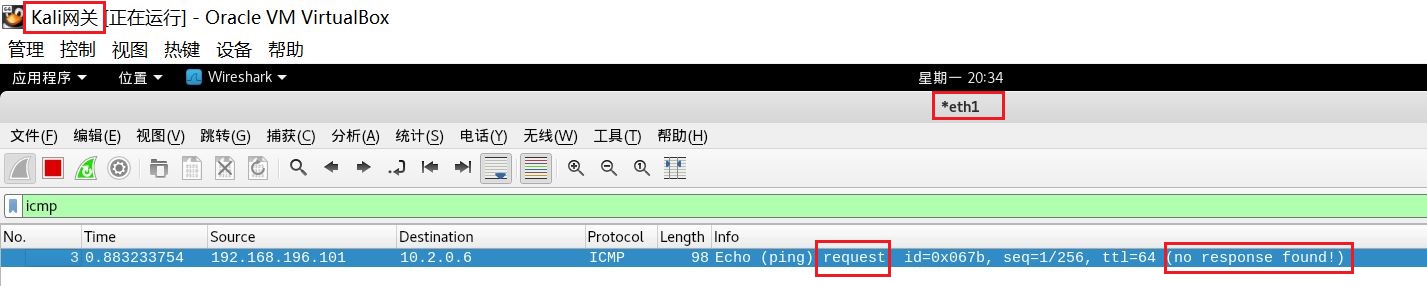 Kali网关 [正在运行] - Oracle VM VirtualBox
管理 控制 视图 热键 设备 帮助
应用程序 位置 Wireshark 星期一 20:34
*eth1
文件(F) 编辑(E) 视图(V) 跳转(G) 捕获(C) 分析(A) 统计(S) 电话(Y) 无线(W) 工具(T) 帮助(H)
icmp
No. Time Source Destination Protocol Length Info
3 0.883233754 192.168.196.101 10.2.0.6 ICMP 98 Echo (ping) request id=0x067b, seq=1/256, ttl=64 (no response found!)